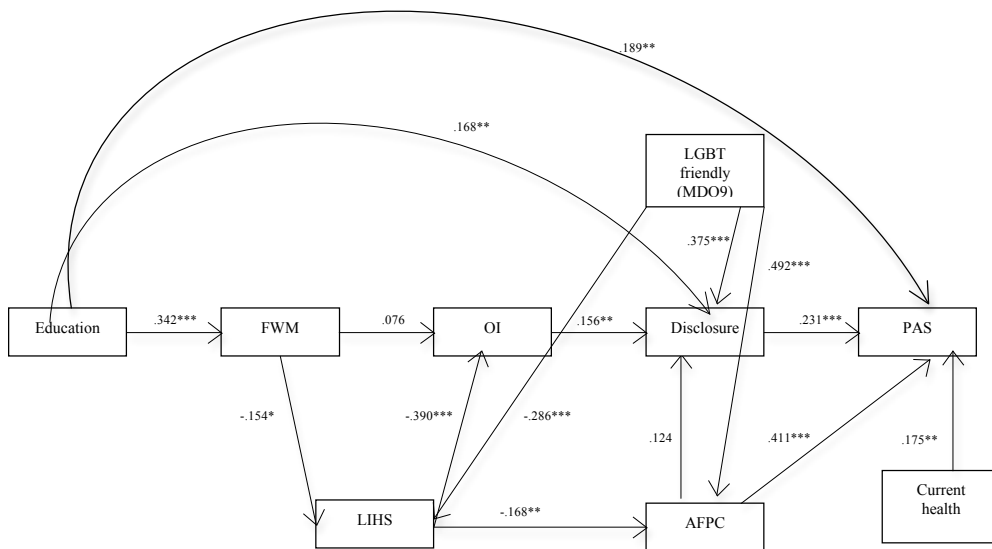 .189**
.168**
LGBT
friendly
(MDO9)
.375***
.492***
Education
.342***
FWM
.076
OI
.156**
Disclosure
.231***
PAS
-.154*
-.390***
-.286***
.124
.411***
.175**
LIHS
-.168**
AFPC
Current
health